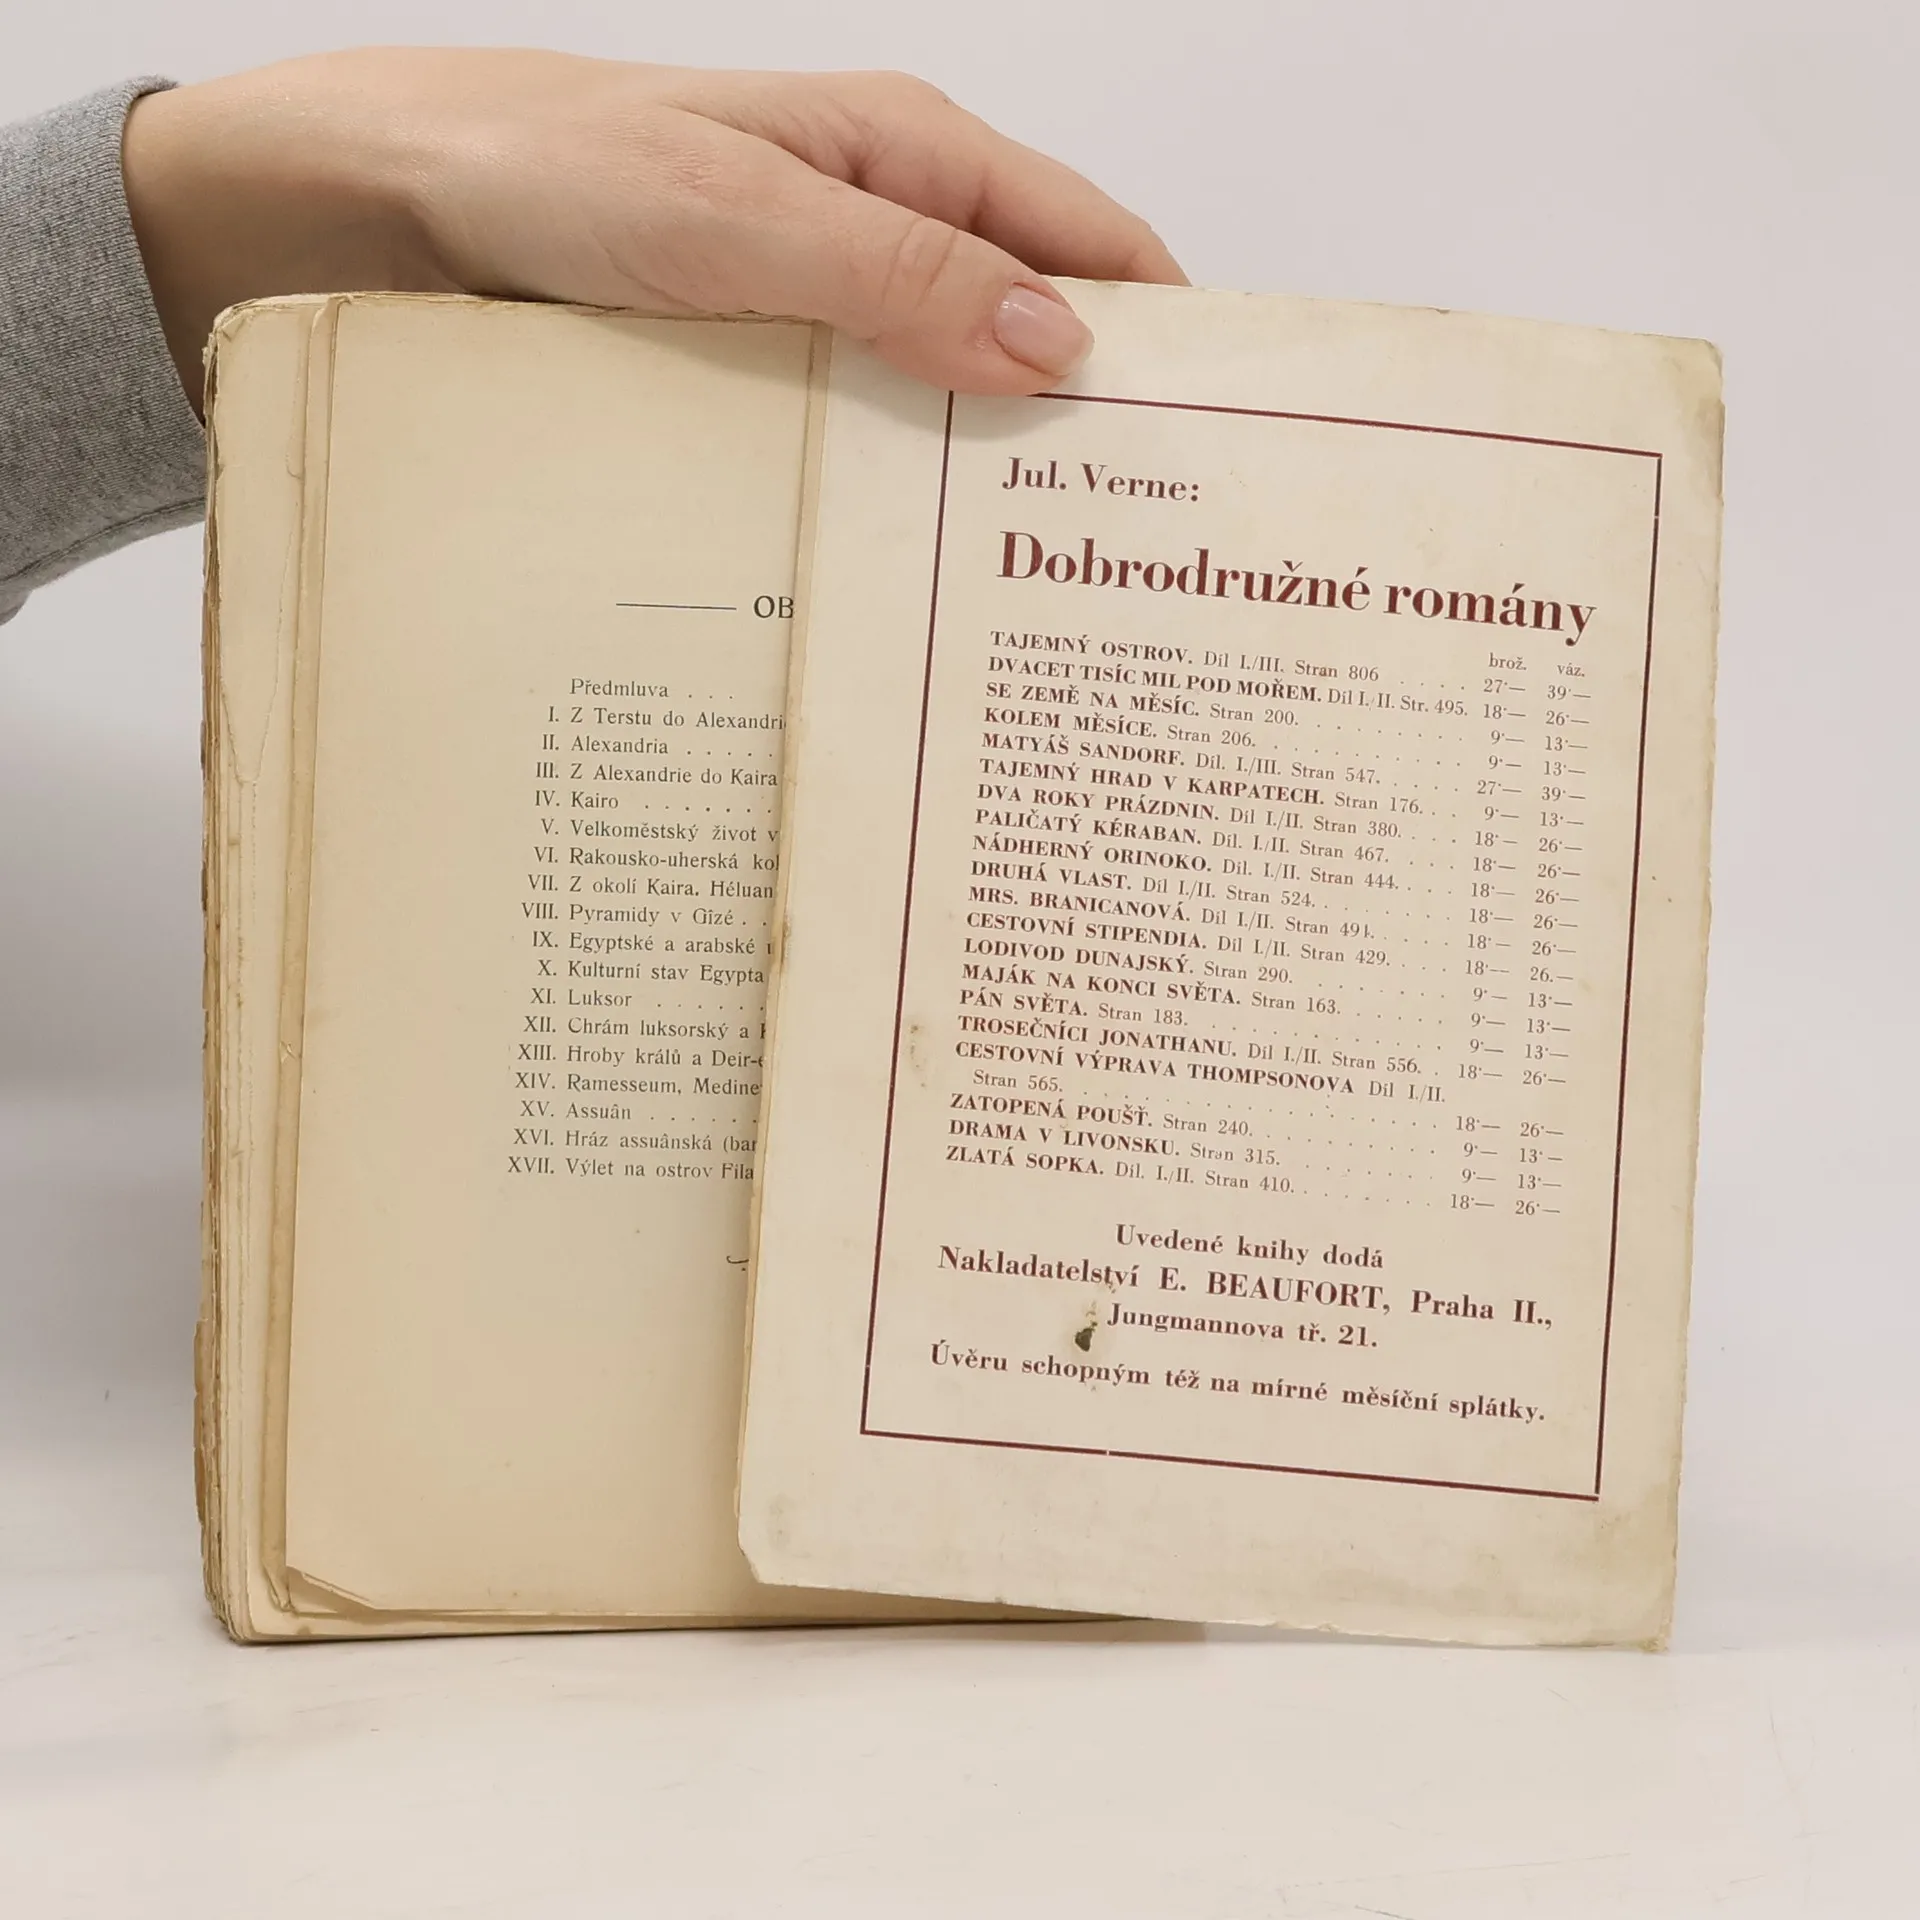 Předmluva . . .
I. Z Terstu do
II. Alexandria . . . . .
III. Z Alexandrie do Kaira
IV. Kairo . . . . . .
V. Velkoměstský život
VI. Rakousko-uherská
VII. Z okolí Kaira. Héluan
VIII. Pyramidy v Gîzé . .
IX. Egyptské a arabské
X. Kulturní stav Egypta
XI. Luksor . . . . . .
XII. Chrám luksorský a
XIII. Hroby králů a
XIV. Ramesseum,
XV. Assuân . . . . . .
XVI. Hráz assuânská
XVII. Výlet na ostrov
Jul. Verne:
Dobrodružné romány
brož. váz.
TAJEMNÝ OSTROV. Díl I./III. Stran 806 . . . . 27·— 39·—
DVACET TISÍC MIL POD MOŘEM. Díl I./II. Str. 495. 18·— 26·—
SE ZEMĚ NA MĚSÍC. Stran 200. . . . . . . . . 9·— 13·—
KOLEM MĚSÍCE. Stran 206. . . . . . . . . . 9·— 13·—
MATYÁŠ SANDORF. Díl. I./III. Stran 547. . . . . 27·— 39·—
TAJEMNÝ HRAD V KARPATECH. Stran 176. . . 9·— 13·—
DVA ROKY PRÁZDNIN. Díl I./II. Stran 380. . . . 18·— 26·—
PALIČATÝ KÉRABAN. Díl. I./II. Stran 467. . . . 18·— 26·—
NÁDHERNÝ ORINOKO. Díl. I./II. Stran 444. . . . 18·— 26·—
DRUHÁ VLAST. Díl I./II. Stran 524. . . . . . . 18·— 26·—
MRS. BRANICANOVÁ. Díl I./II. Stran 491. . . . . 18·— 26·—
CESTOVNÍ STIPENDIA. Díl I./II. Stran 429. . . . 18·— 26.—
LODIVOD DUNAJSKÝ. Stran 290. . . . . . . . 9·— 13·—
MAJÁK NA KONCI SVĚTA. Stran 163. . . . . . 9·— 13·—
PÁN SVĚTA. Stran 183. . . . . . . . . . . 9·— 13·—
TROSEČNÍCI JONATHANU. Díl I./II. Stran 556. . 18·— 26·—
CESTOVNÍ VÝPRAVA THOMPSONOVA Díl I./II.
Stran 565. . . . . . . . . . . . . . . . 18·— 26·—
ZATOPENÁ POUŠŤ. Stran 240. . . . . . . . . 9·— 13·—
DRAMA V LIVONSKU. Stran 315. . . . . . . . 9·— 13·—
ZLATÁ SOPKA. Díl. I./II. Stran 410. . . . . . . 18·— 26·—
Uvedené knihy dodá
Nakladatelství E. BEAUFORT, Praha II.,
Jungmannova tř. 21.
Úvěru schopným též na mírné měsíční splátky.